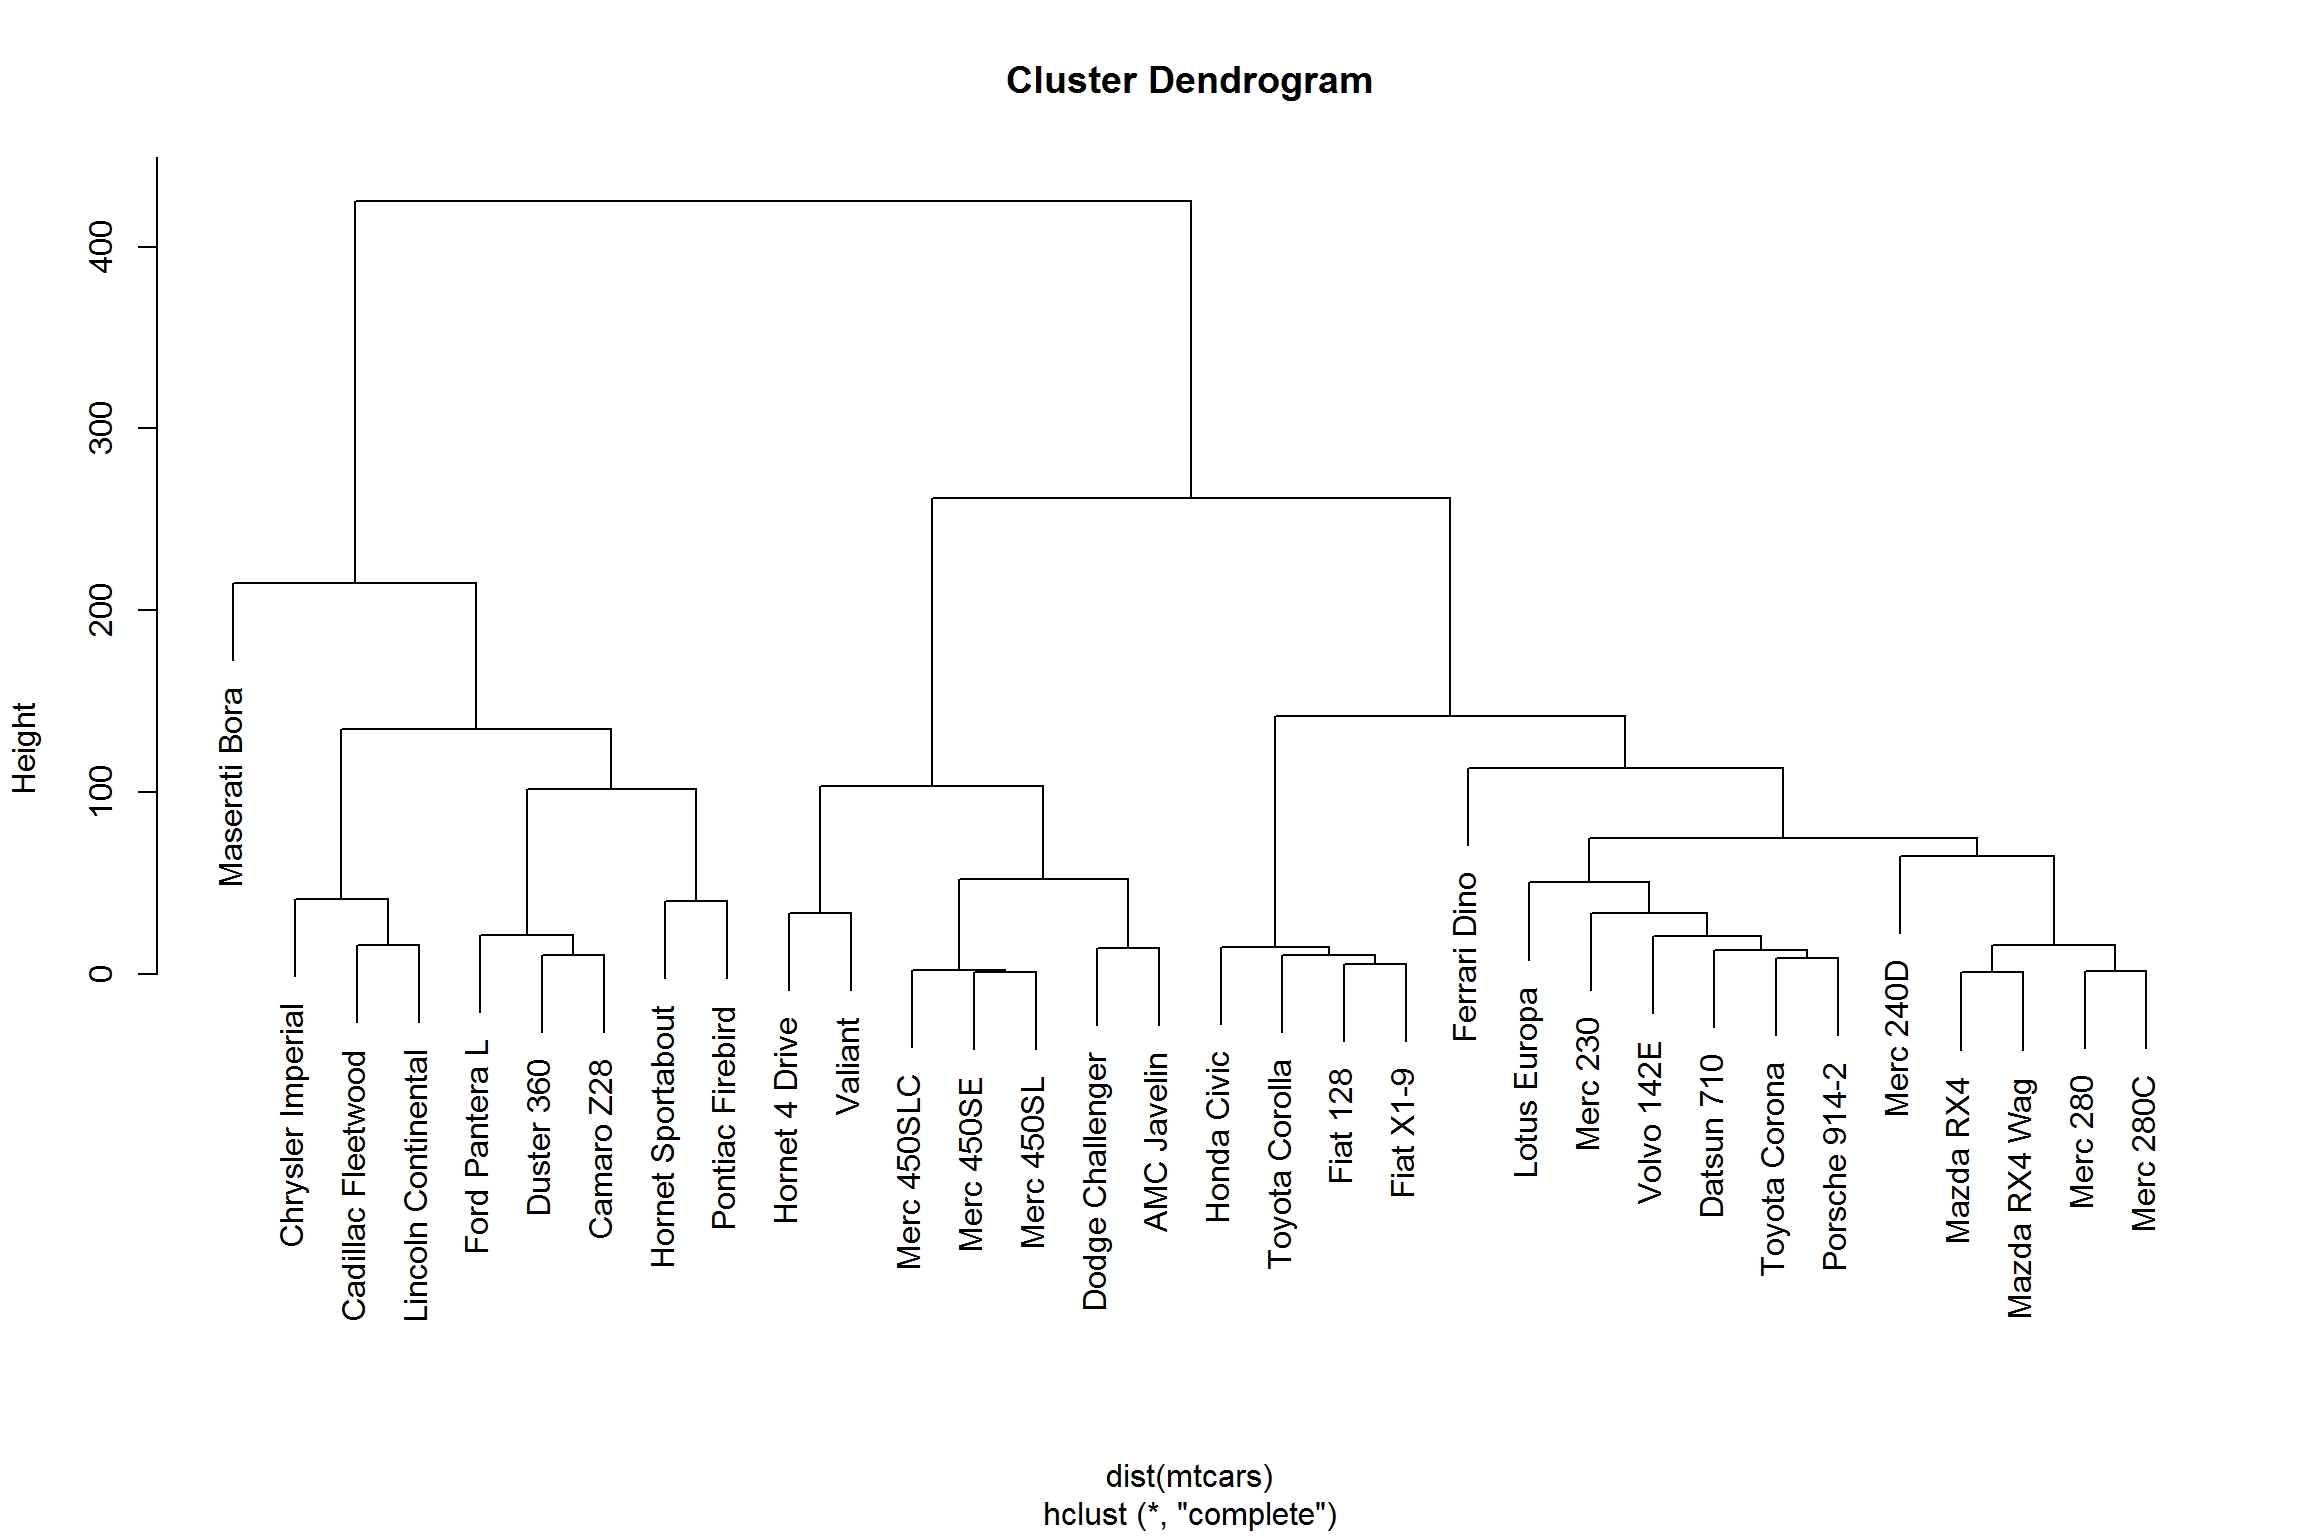 Cluster Dendrogram
Height
0
100
200
300
400
Maserati Bora
Chrysler Imperial
Cadillac Fleetwood
Lincoln Continental
Ford Pantera L
Duster 360
Camaro Z28
Hornet Sportabout
Pontiac Firebird
Hornet 4 Drive
Valiant
Merc 450SLC
Merc 450SE
Merc 450SL
Dodge Challenger
AMC Javelin
Honda Civic
Toyota Corolla
Fiat 128
Fiat X1-9
Ferrari Dino
Lotus Europa
Merc 230
Volvo 142E
Datsun 710
Toyota Corona
Porsche 914-2
Merc 240D
Mazda RX4
Mazda RX4 Wag
Merc 280
Merc 280C
dist(mtcars)
hclust (*, "complete")